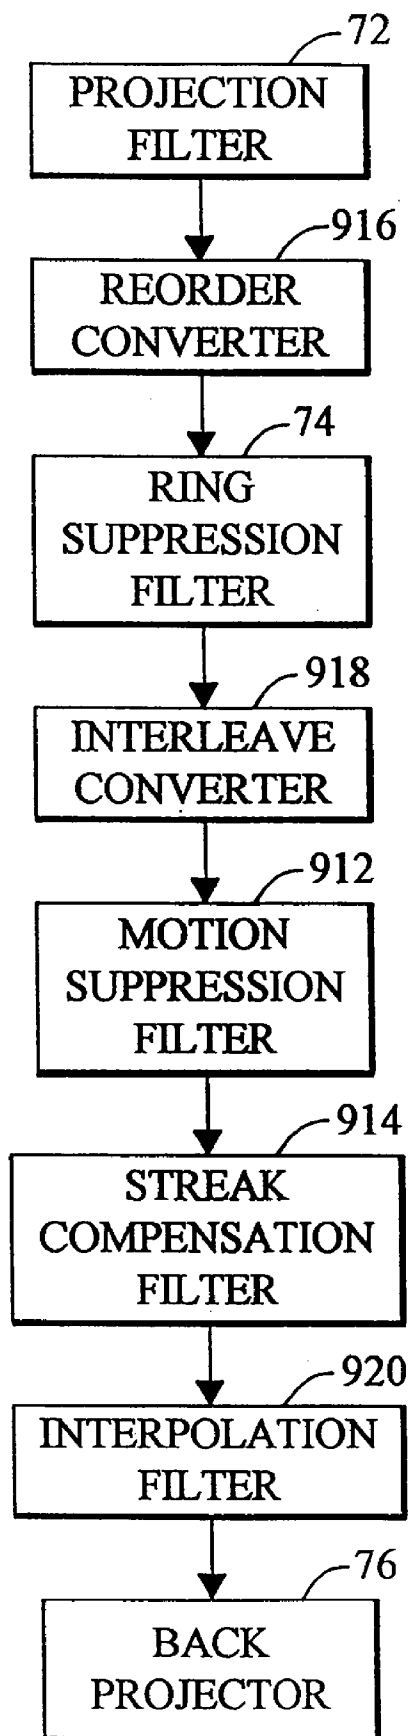 72
PROJECTION
FILTER
916
REORDER
CONVERTER
74
RING
SUPPRESSION
FILTER
918
INTERLEAVE
CONVERTER
912
MOTION
SUPPRESSION
FILTER
914
STREAK
COMPENSATION
FILTER
920
INTERPOLATION
FILTER
76
BACK
PROJECTOR